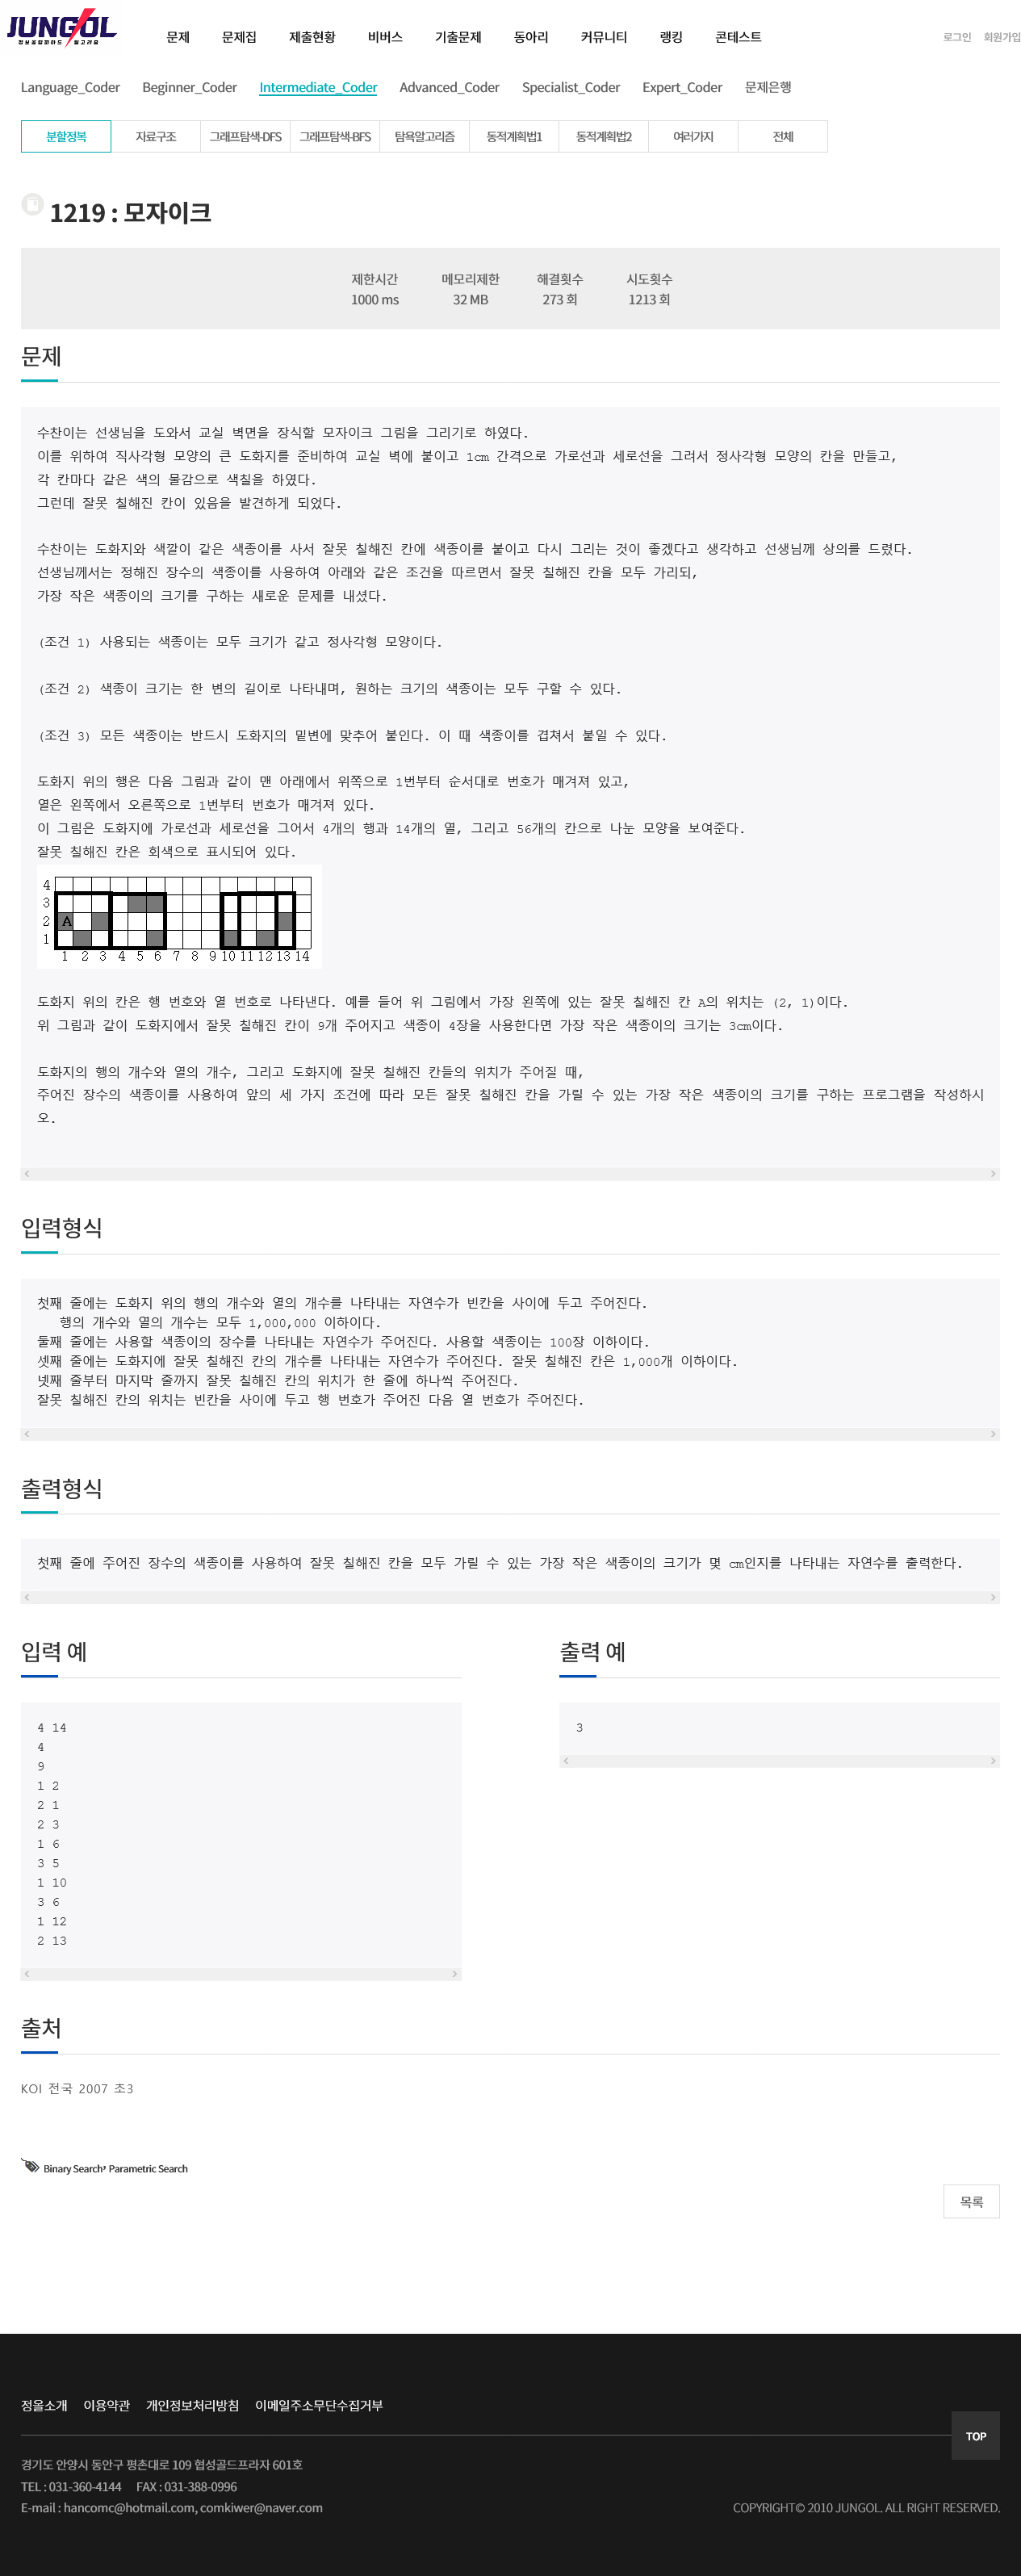 JUNGOL
정보올림피아드 알고리즘
문제 문제집 제출현황 비버스 기출문제 동아리 커뮤니티 랭킹 콘테스트
로그인 회원가입
Language_Coder Beginner_Coder Intermediate_Coder Advanced_Coder Specialist_Coder Expert_Coder 문제은행
분할정복 자료구조 그래프탐색-DFS 그래프탐색-BFS 탐욕알고리즘 동적계획법1 동적계획법2 여러가지 전체
1219 : 모자이크
제한시간 메모리제한 해결횟수 시도횟수
1000 ms 32 MB 273 회 1213 회
문제
수찬이는 선생님을 도와서 교실 벽면을 장식할 모자이크 그림을 그리기로 하였다.
이를 위하여 직사각형 모양의 큰 도화지를 준비하여 교실 벽에 붙이고 1cm 간격으로 가로선과 세로선을 그려서 정사각형 모양의 칸을 만들고,
각 칸마다 같은 색의 물감으로 색칠을 하였다.
그런데 잘못 칠해진 칸이 있음을 발견하게 되었다.
수찬이는 도화지와 색깔이 같은 색종이를 사서 잘못 칠해진 칸에 색종이를 붙이고 다시 그리는 것이 좋겠다고 생각하고 선생님께 상의를 드렸다.
선생님께서는 정해진 장수의 색종이를 사용하여 아래와 같은 조건을 따르면서 잘못 칠해진 칸을 모두 가리되,
가장 작은 색종이의 크기를 구하는 새로운 문제를 내셨다.
(조건 1) 사용되는 색종이는 모두 크기가 같고 정사각형 모양이다.
(조건 2) 색종이 크기는 한 변의 길이로 나타내며, 원하는 크기의 색종이는 모두 구할 수 있다.
(조건 3) 모든 색종이는 반드시 도화지의 밑변에 맞추어 붙인다. 이 때 색종이를 겹쳐서 붙일 수 있다.
도화지 위의 행은 다음 그림과 같이 맨 아래에서 위쪽으로 1번부터 순서대로 번호가 매겨져 있고,
열은 왼쪽에서 오른쪽으로 1번부터 번호가 매겨져 있다.
이 그림은 도화지에 가로선과 세로선을 그어서 4개의 행과 14개의 열, 그리고 56개의 칸으로 나눈 모양을 보여준다.
잘못 칠해진 칸은 회색으로 표시되어 있다.
4
3
2 A
1
1 2 3 4 5 6 7 8 9 10 11 12 13 14
도화지 위의 칸은 행 번호와 열 번호로 나타낸다. 예를 들어 위 그림에서 가장 왼쪽에 있는 잘못 칠해진 칸 A의 위치는 (2, 1)이다.
위 그림과 같이 도화지에서 잘못 칠해진 칸이 9개 주어지고 색종이 4장을 사용한다면 가장 작은 색종이의 크기는 3cm이다.
도화지의 행의 개수와 열의 개수, 그리고 도화지에 잘못 칠해진 칸들의 위치가 주어질 때,
주어진 장수의 색종이를 사용하여 앞의 세 가지 조건에 따라 모든 잘못 칠해진 칸을 가릴 수 있는 가장 작은 색종이의 크기를 구하는 프로그램을 작성하시
오.
입력형식
첫째 줄에는 도화지 위의 행의 개수와 열의 개수를 나타내는 자연수가 빈칸을 사이에 두고 주어진다.
행의 개수와 열의 개수는 모두 1,000,000 이하이다.
둘째 줄에는 사용할 색종이의 장수를 나타내는 자연수가 주어진다. 사용할 색종이는 100장 이하이다.
셋째 줄에는 도화지에 잘못 칠해진 칸의 개수를 나타내는 자연수가 주어진다. 잘못 칠해진 칸은 1,000개 이하이다.
넷째 줄부터 마지막 줄까지 잘못 칠해진 칸의 위치가 한 줄에 하나씩 주어진다.
잘못 칠해진 칸의 위치는 빈칸을 사이에 두고 행 번호가 주어진 다음 열 번호가 주어진다.
출력형식
첫째 줄에 주어진 장수의 색종이를 사용하여 잘못 칠해진 칸을 모두 가릴 수 있는 가장 작은 색종이의 크기가 몇 cm인지를 나타내는 자연수를 출력한다.
입력 예
4 14
4
9
1 2
2 1
2 3
1 6
3 5
1 10
3 6
1 12
2 13
출력 예
3
출처
KOI 전국 2007 초3
Binary Search, Parametric Search
목록
정올소개 이용약관 개인정보처리방침 이메일주소무단수집거부
TOP
경기도 안양시 동안구 평촌대로 109 협성골드프라자 601호
TEL : 031-360-4144 FAX : 031-388-0996
E-mail : hancomc@hotmail.com, comkiwer@naver.com
COPYRIGHT© 2010 JUNGOL. ALL RIGHT RESERVED.